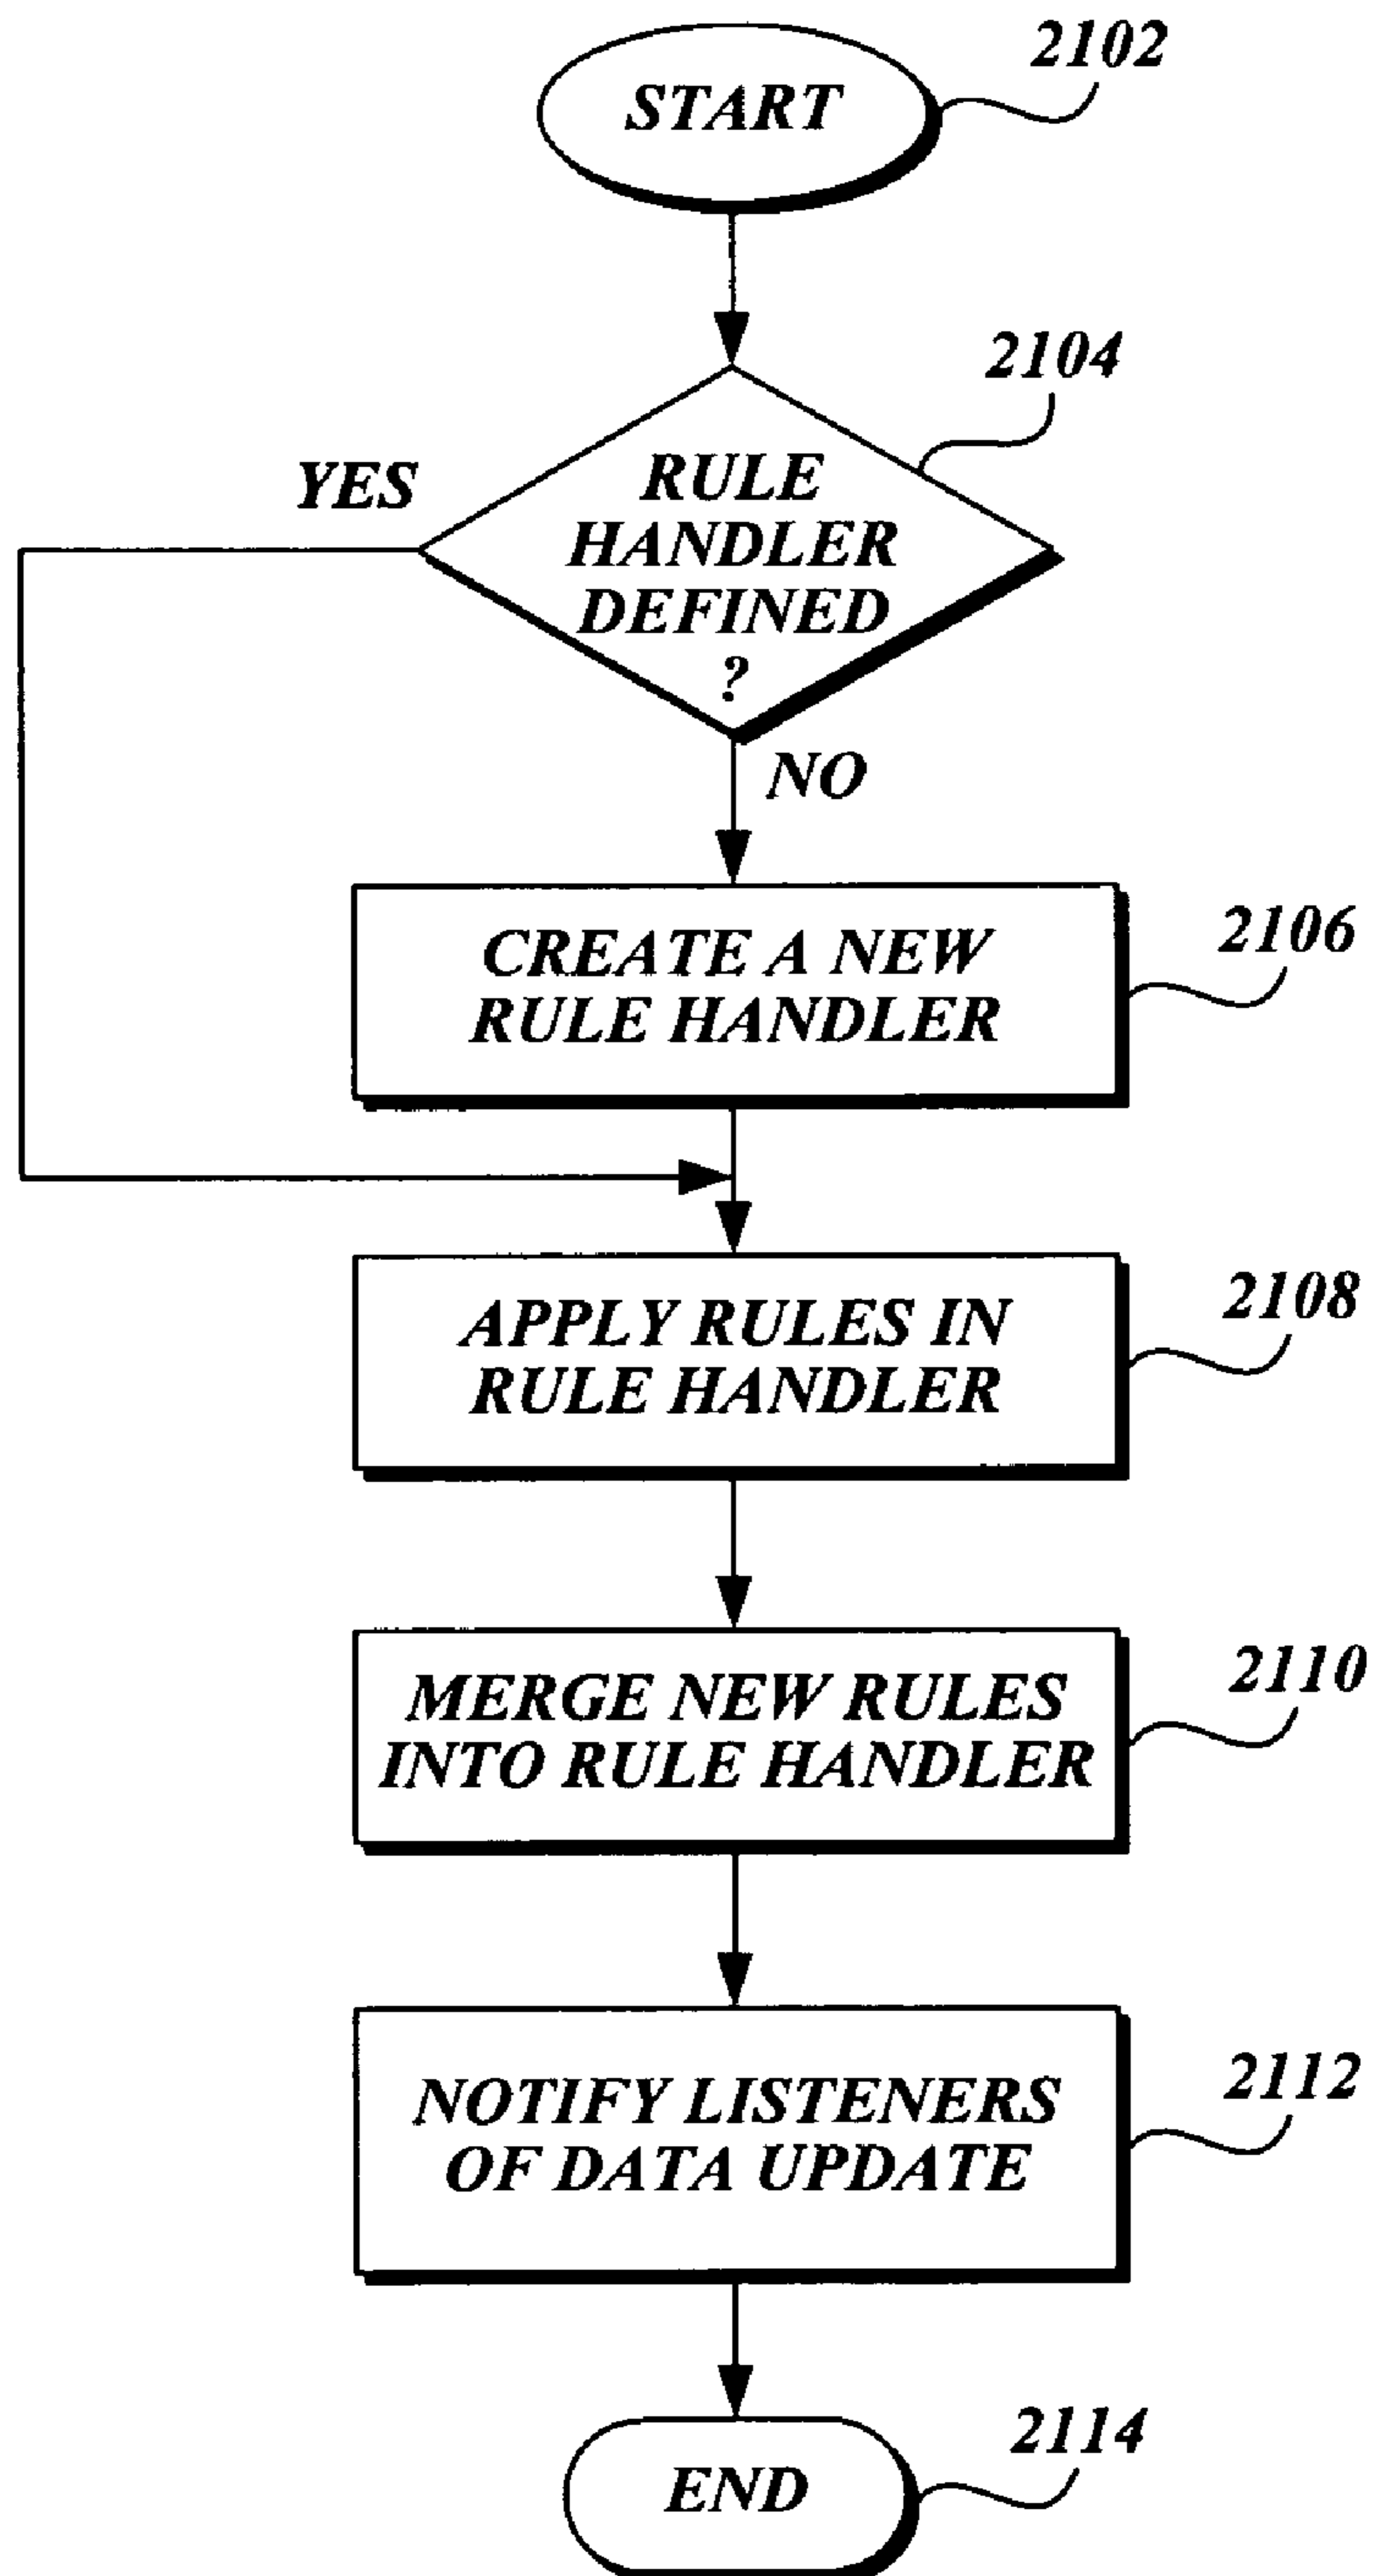 2102
START
2104
YES
RULE
HANDLER
DEFINED
?
NO
2106
CREATE A NEW
RULE HANDLER
2108
APPLY RULES IN
RULE HANDLER
2110
MERGE NEW RULES
INTO RULE HANDLER
2112
NOTIFY LISTENERS
OF DATA UPDATE
2114
END